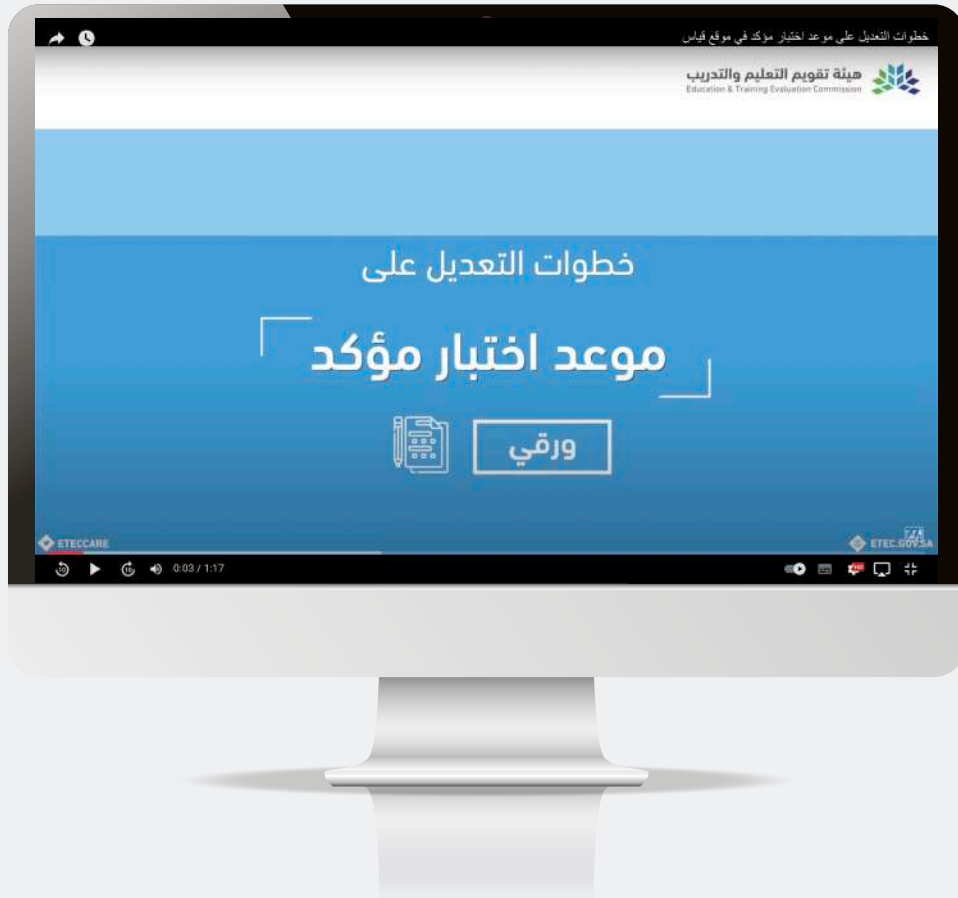 خطوات التعديل على موعد اختبار مؤكد في موقع قياس
هيئة تقويم التعليم والتدريب
Education & Training Evaluation Commission
خطوات التعديل على
موعد اختبار مؤكد
ورقي
ETECCARE
ETEC.GOV.SA
0:03 / 1:17